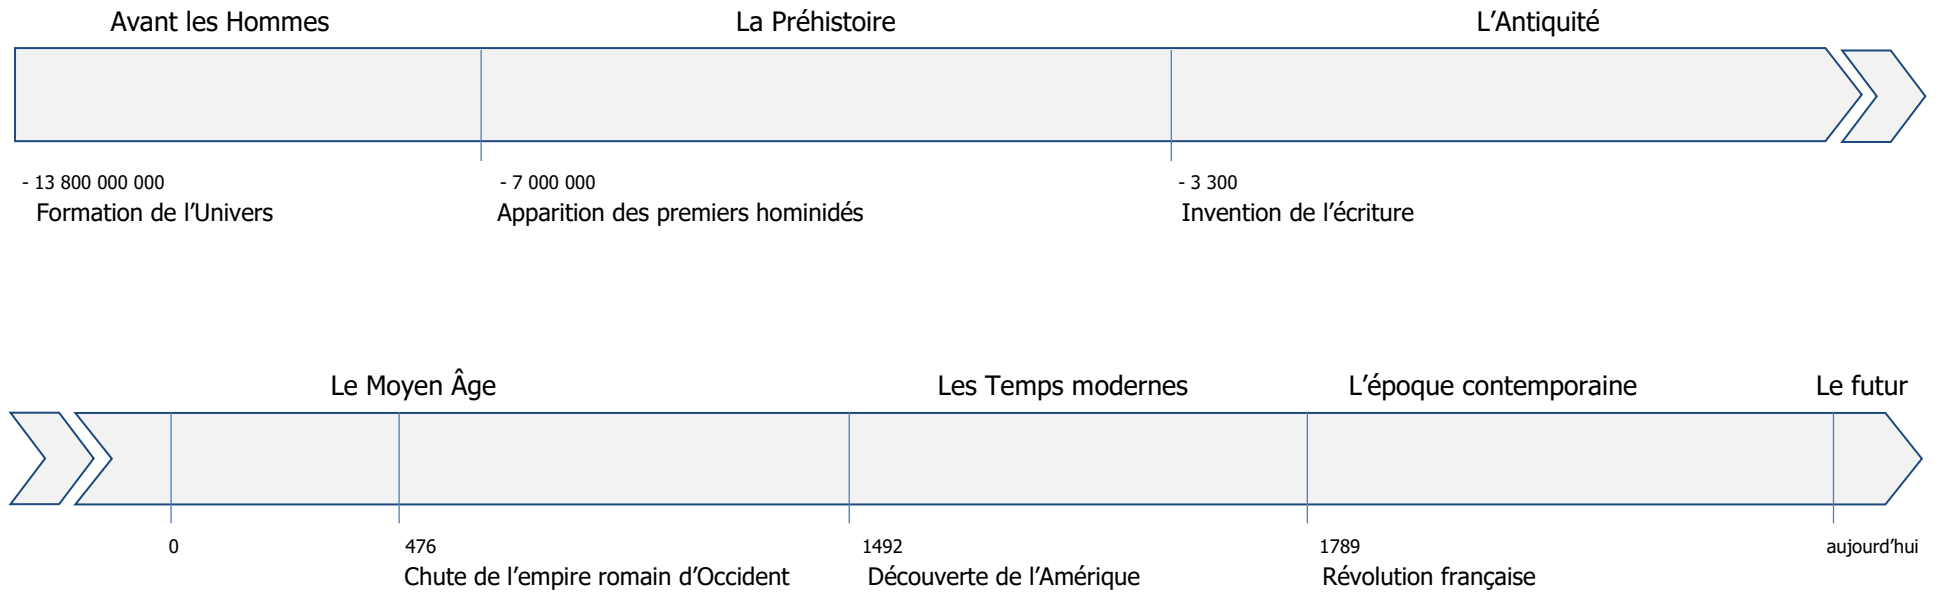 Avant les Hommes
La Préhistoire
L’Antiquité
- 13 800 000 000
- 7 000 000
- 3 300
Formation de l’Univers
Apparition des premiers hominidés
Invention de l’écriture
Le Moyen Âge
Les Temps modernes
L’époque contemporaine
Le futur
0
476
1492
1789
aujourd’hui
Chute de l’empire romain d’Occident
Découverte de l’Amérique
Révolution française